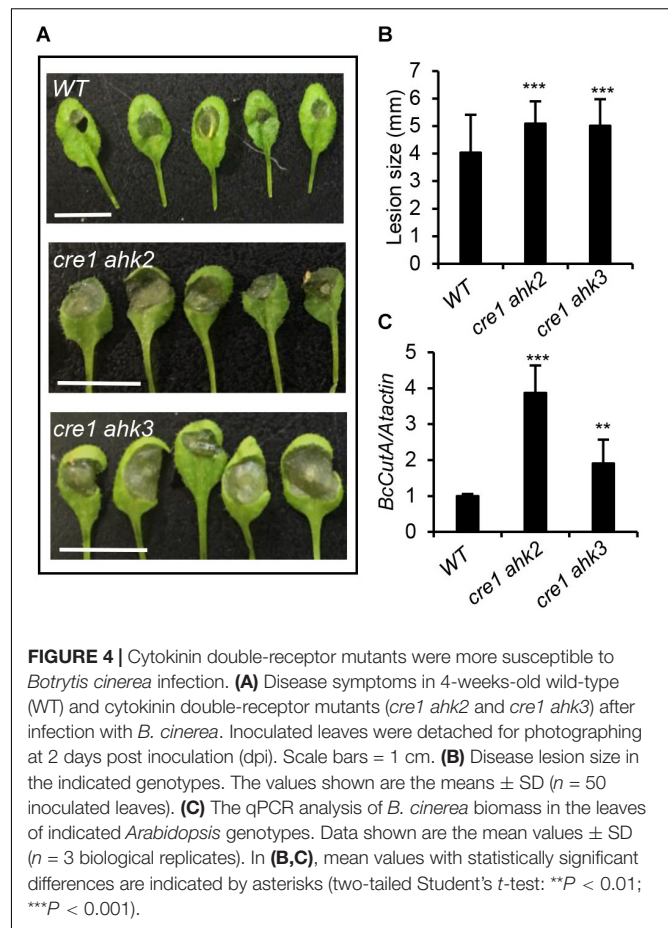 A
WT
cre1 ahk2
cre1 ahk3
B
Lesion size (mm)
7
6
5
4
3
2
1
0
***
***
WT
cre1 ahk2
cre1 ahk3
C
BcCutA/Atactin
5
4
3
2
1
0
***
**
WT
cre1 ahk2
cre1 ahk3
FIGURE 4 | Cytokinin double-receptor mutants were more susceptible to
Botrytis cinerea infection. (A) Disease symptoms in 4-weeks-old wild-type
(WT) and cytokinin double-receptor mutants (cre1 ahk2 and cre1 ahk3) after
infection with B. cinerea. Inoculated leaves were detached for photographing
at 2 days post inoculation (dpi). Scale bars = 1 cm. (B) Disease lesion size in
the indicated genotypes. The values shown are the means ± SD (n = 50
inoculated leaves). (C) The qPCR analysis of B. cinerea biomass in the leaves
of indicated Arabidopsis genotypes. Data shown are the mean values ± SD
(n = 3 biological replicates). In (B,C), mean values with statistically significant
differences are indicated by asterisks (two-tailed Student's t-test: **P < 0.01;
***P < 0.001).